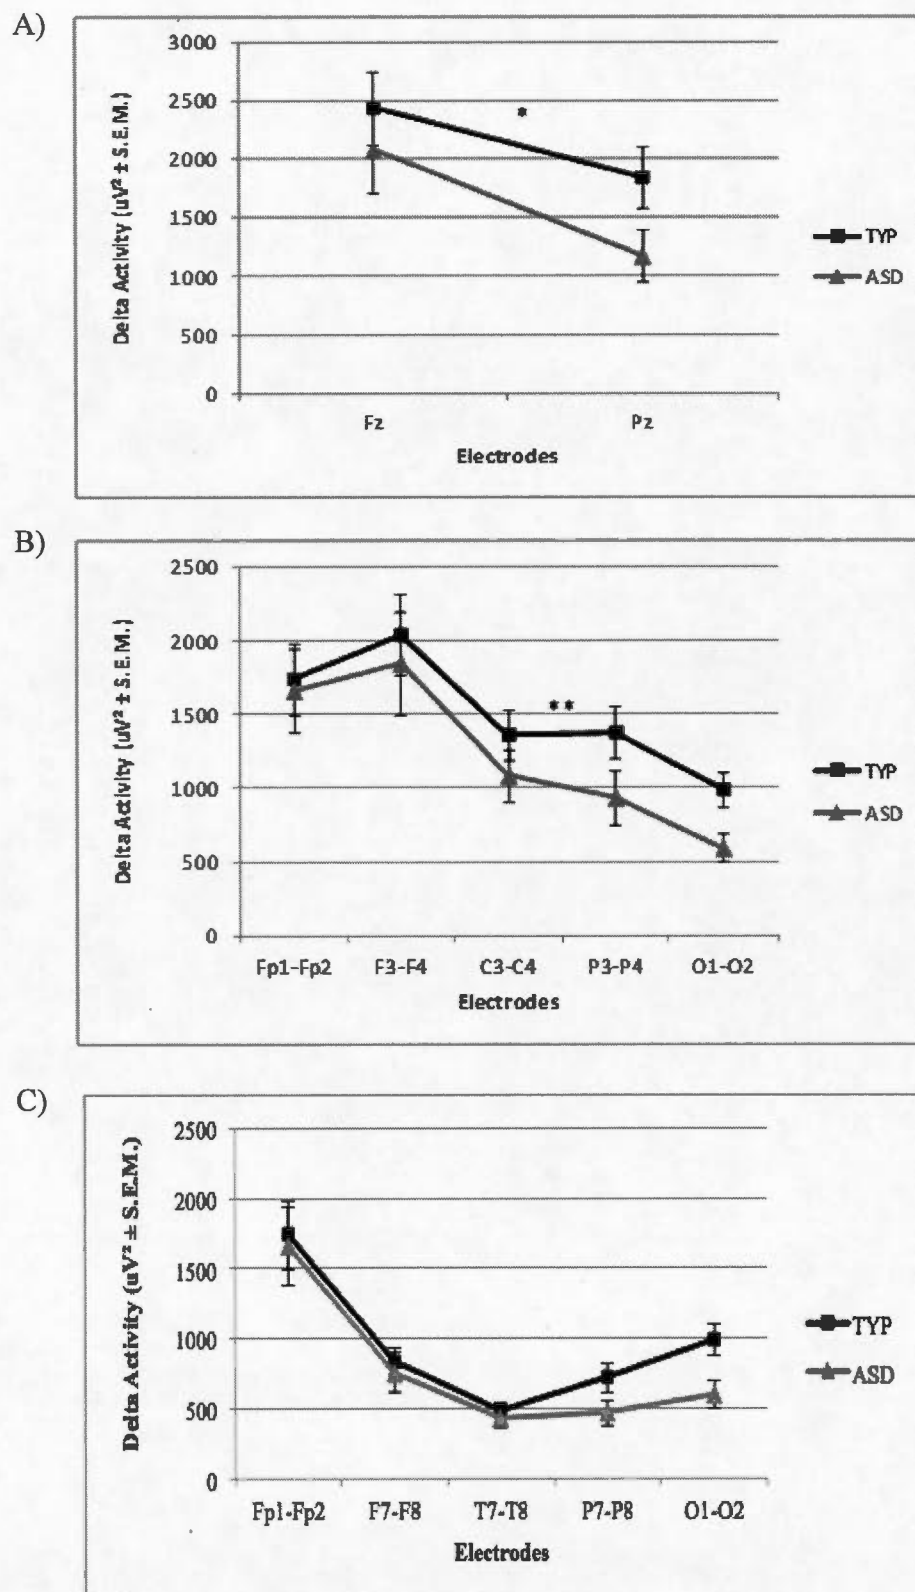 A)
3000
2500
2000
1500
1000
500
0
Delta Activity (uV² ± S.E.M.)
*
Fz Pz
Electrodes
TYP
ASD
B)
2500
2000
1500
1000
500
0
Delta Activity (uV² ± S.E.M.)
**
Fp1-Fp2 F3-F4 C3-C4 P3-P4 O1-O2
Electrodes
TYP
ASD
C)
2500
2000
1500
1000
500
0
Delta Activity (uV² ± S.E.M.)
Fp1-Fp2 F7-F8 T7-T8 P7-P8 O1-O2
Electrodes
TYP
ASD